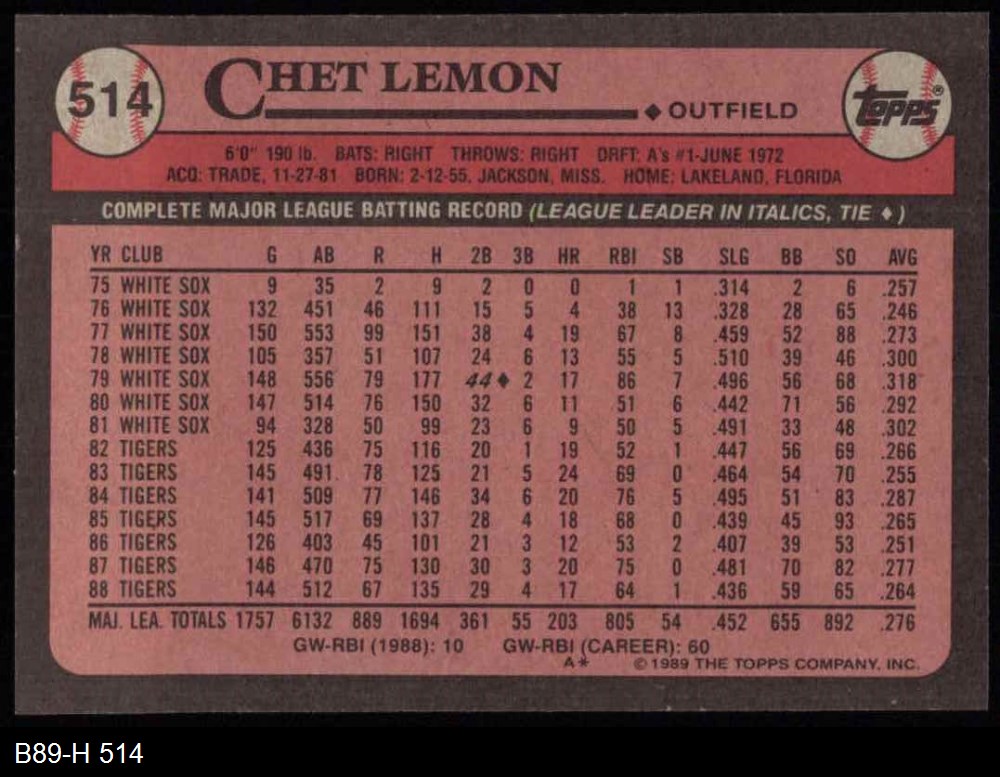 514
CHET LEMON
◆ OUTFIELD
TOPPS®
6'0" 190 lb. BATS: RIGHT THROWS: RIGHT DRFT: A's #1-JUNE 1972
ACQ: TRADE, 11-27-81 BORN: 2-12-55, JACKSON, MISS. HOME: LAKELAND, FLORIDA
COMPLETE MAJOR LEAGUE BATTING RECORD (LEAGUE LEADER IN ITALICS, TIE ♦ )
YR CLUB G AB R H 2B 3B HR RBI SB SLG BB SO AVG
75 WHITE SOX 9 35 2 9 2 0 0 1 1 .314 2 6 .257
76 WHITE SOX 132 451 46 111 15 5 4 38 13 .328 28 65 .246
77 WHITE SOX 150 553 99 151 38 4 19 67 8 .459 52 88 .273
78 WHITE SOX 105 357 51 107 24 6 13 55 5 .510 39 46 .300
79 WHITE SOX 148 556 79 177 44♦ 2 17 86 7 .496 56 68 .318
80 WHITE SOX 147 514 76 150 32 6 11 51 6 .442 71 56 .292
81 WHITE SOX 94 328 50 99 23 6 9 50 5 .491 33 48 .302
82 TIGERS 125 436 75 116 20 1 19 52 1 .447 56 69 .266
83 TIGERS 145 491 78 125 21 5 24 69 0 .464 54 70 .255
84 TIGERS 141 509 77 146 34 6 20 76 5 .495 51 83 .287
85 TIGERS 145 517 69 137 28 4 18 68 0 .439 45 93 .265
86 TIGERS 126 403 45 101 21 3 12 53 2 .407 39 53 .251
87 TIGERS 146 470 75 130 30 3 20 75 0 .481 70 82 .277
88 TIGERS 144 512 67 135 29 4 17 64 1 .436 59 65 .264
MAJ. LEA. TOTALS 1757 6132 889 1694 361 55 203 805 54 .452 655 892 .276
GW-RBI (1988): 10 GW-RBI (CAREER): 60
A* © 1989 THE TOPPS COMPANY, INC.
B89-H 514